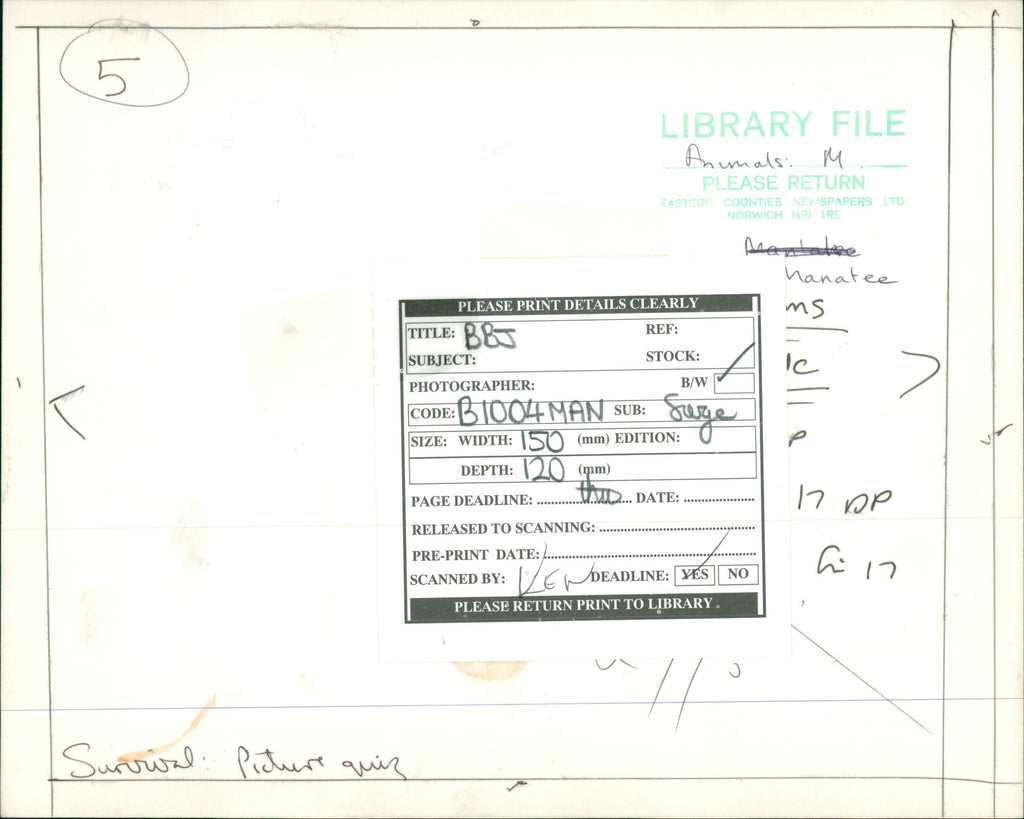 5
LIBRARY FILE
Animals: M
PLEASE RETURN
EASTERN COUNTIES NEWSPAPERS LTD.
NORWICH NR1 1RE
Manatee
PLEASE PRINT DETAILS CLEARLY
TITLE: BBJ REF:
SUBJECT: STOCK:
PHOTOGRAPHER: B/W
CODE: B1004MAN SUB:
SIZE: WIDTH: 150 (mm) EDITION:
DEPTH: 120 (mm)
PAGE DEADLINE: DATE:
RELEASED TO SCANNING:
PRE-PRINT DATE:
SCANNED BY: KEN DEADLINE: YES NO
PLEASE RETURN PRINT TO LIBRARY
ms
ic
P
17 DP
17
Survival: Picture quiz